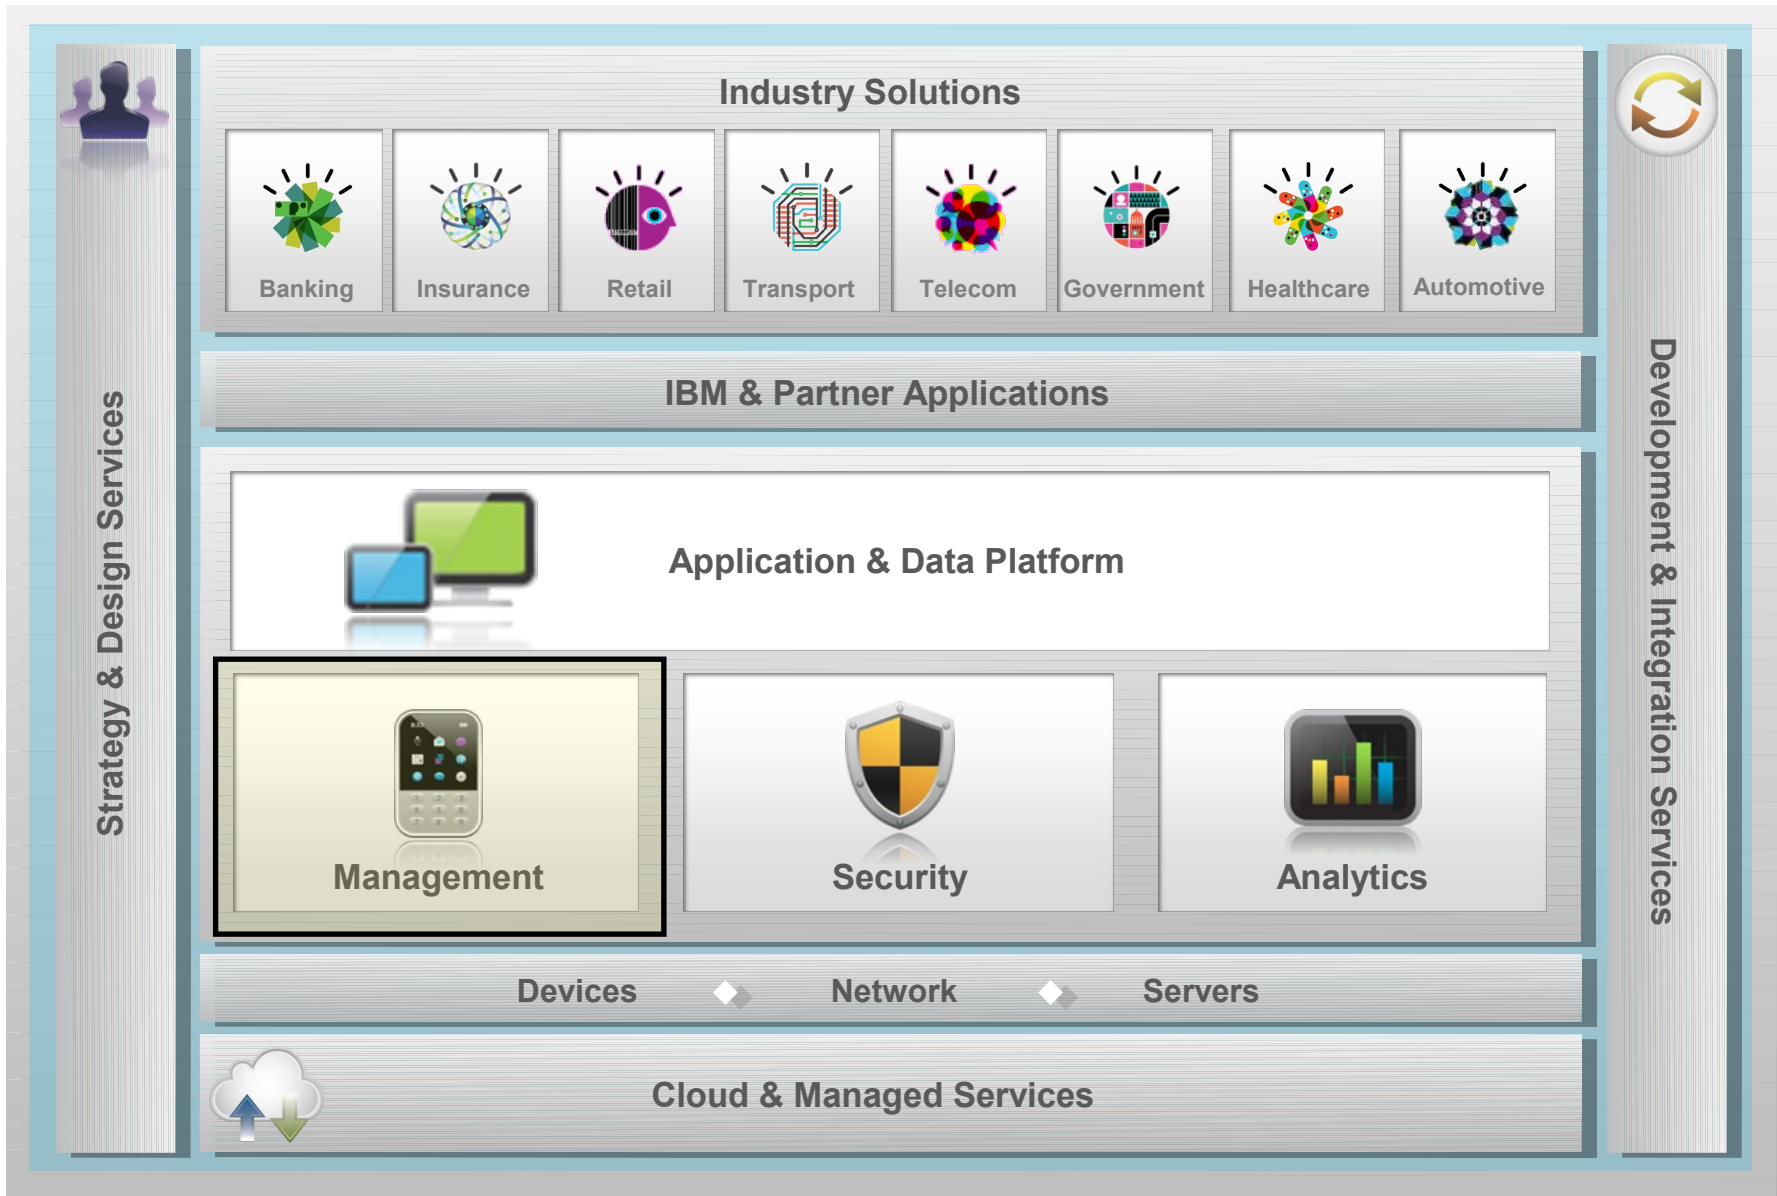 Industry Solutions
Banking
Insurance
Retail
Transport
Telecom
Government
Healthcare
Automotive
IBM & Partner Applications
Strategy & Design Services
Development & Integration Services
Application & Data Platform
Management
Security
Analytics
Devices
Network
Servers
Cloud & Managed Services